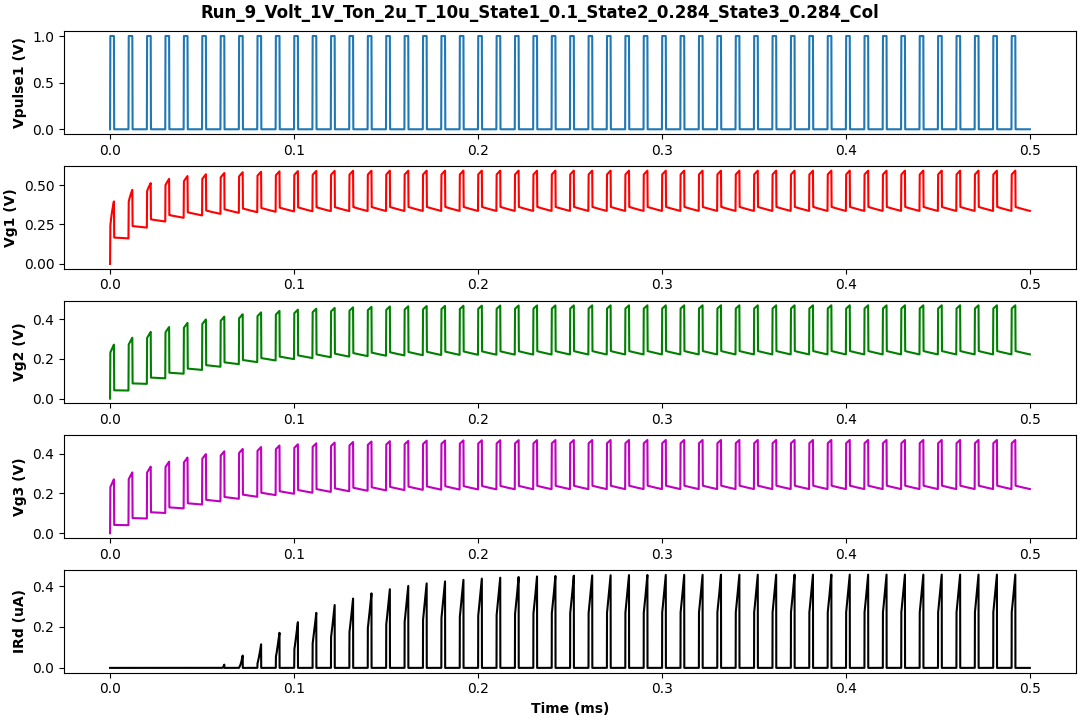 Run_9_Volt_1V_Ton_2u_T_10u_State1_0.1_State2_0.284_State3_0.284_Col
Vpulse1 (V)
1.0
0.5
0.0
0.0 0.1 0.2 0.3 0.4 0.5
Vg1 (V)
0.50
0.25
0.00
0.0 0.1 0.2 0.3 0.4 0.5
Vg2 (V)
0.4
0.2
0.0
0.0 0.1 0.2 0.3 0.4 0.5
Vg3 (V)
0.4
0.2
0.0
0.0 0.1 0.2 0.3 0.4 0.5
IRd (uA)
0.4
0.2
0.0
0.0 0.1 0.2 0.3 0.4 0.5
Time (ms)